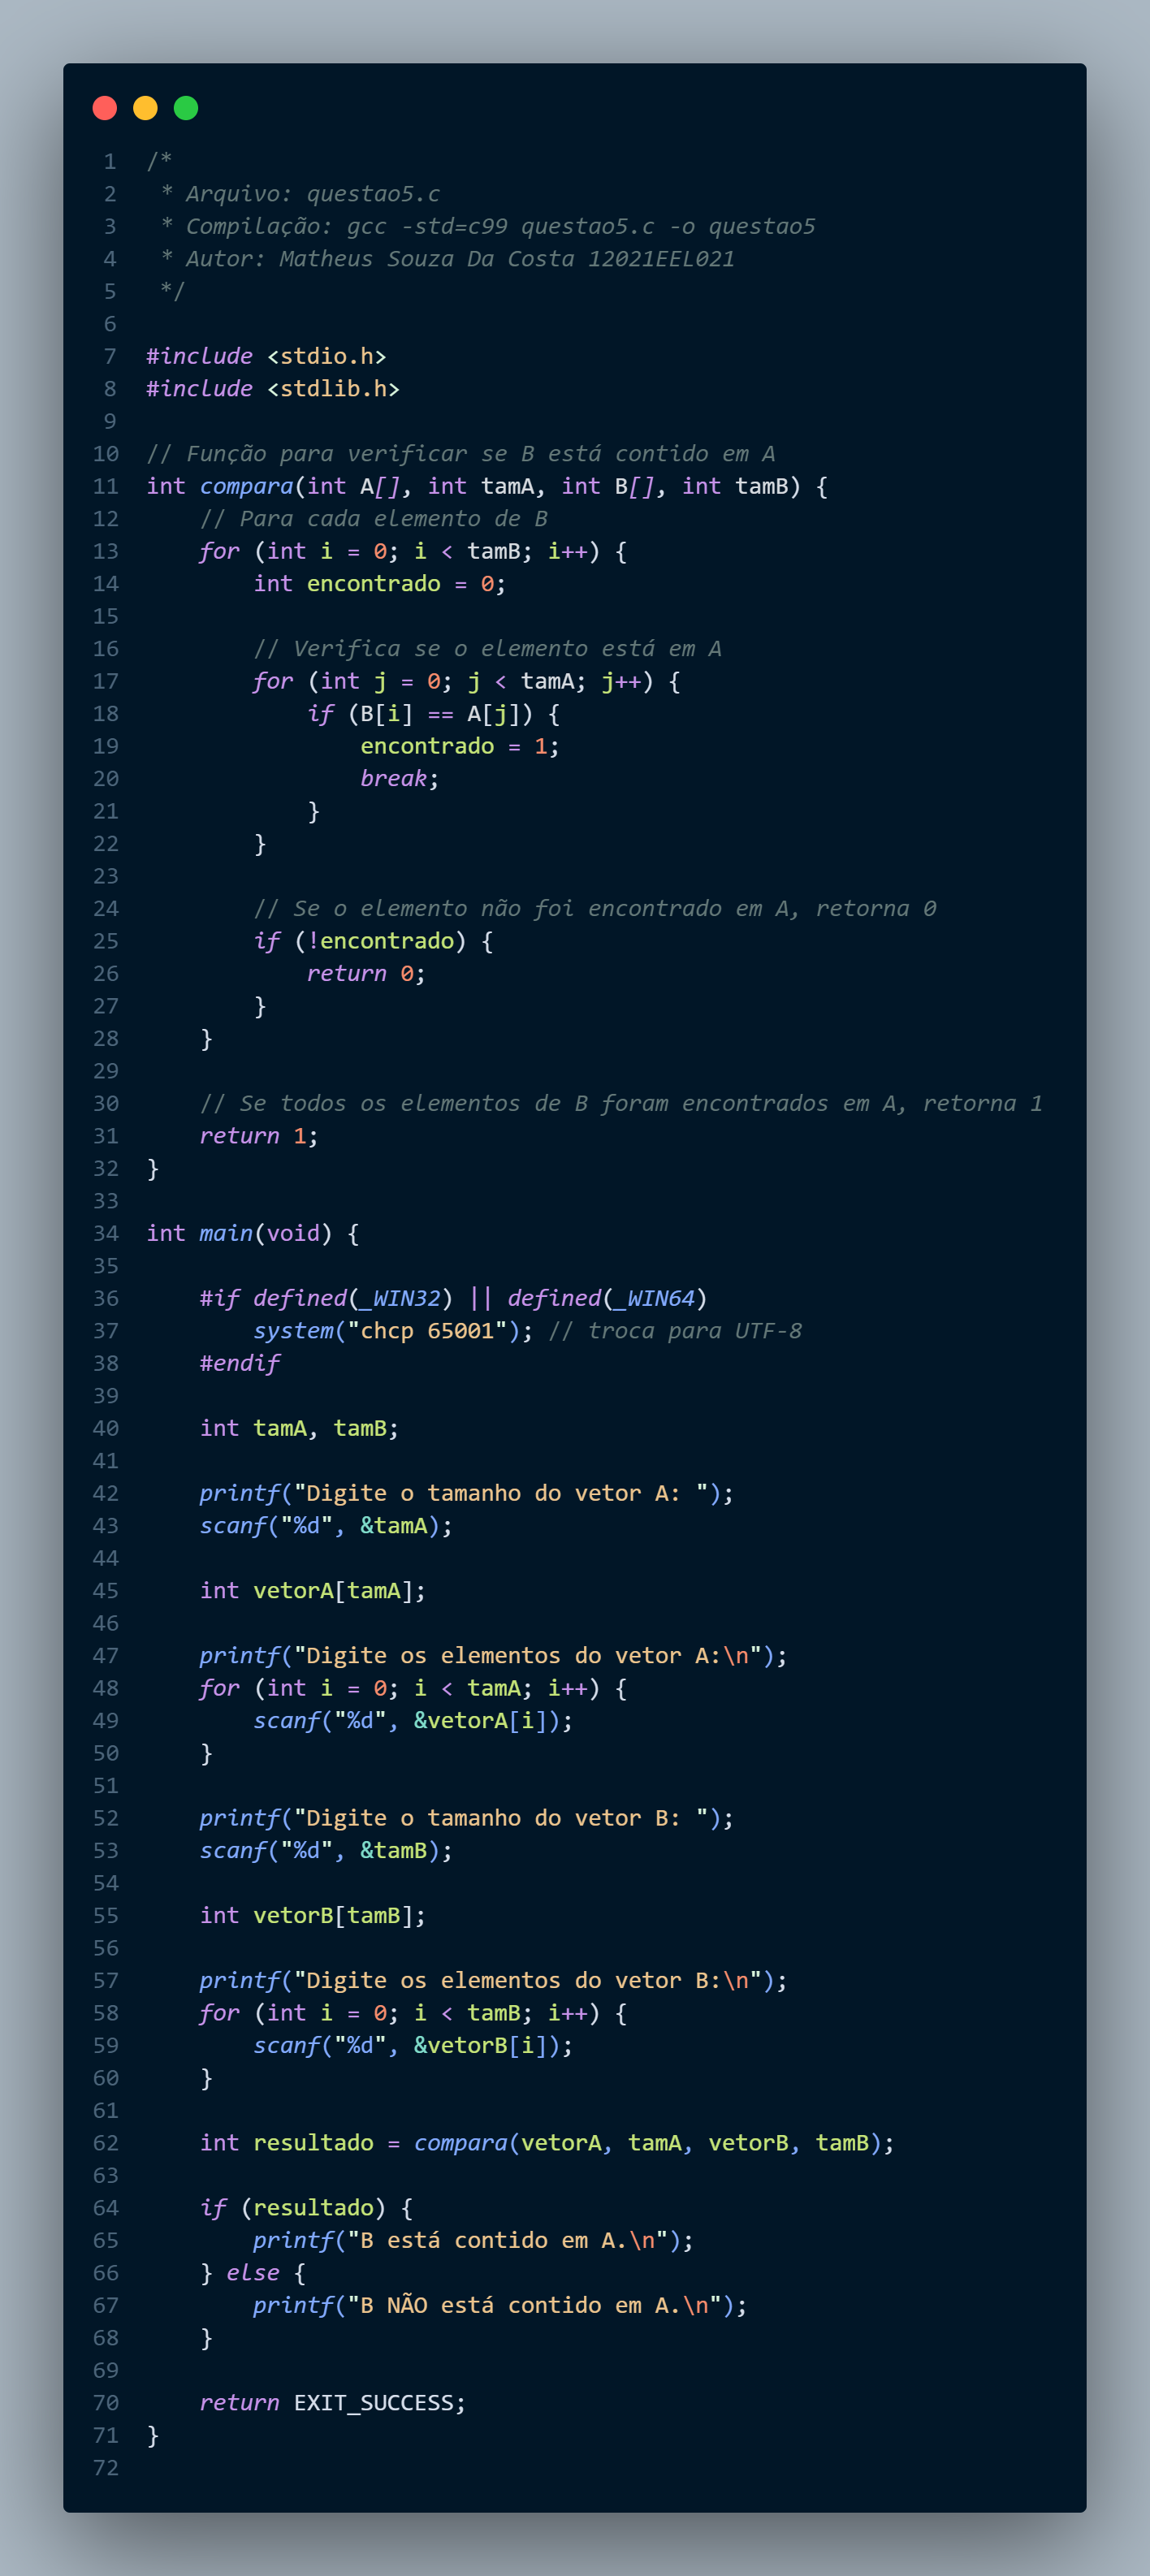 1 /*
2  * Arquivo: questao5.c
3  * Compilação: gcc -std=c99 questao5.c -o questao5
4  * Autor: Matheus Souza Da Costa 12021EEL021
5  */
6
7 #include <stdio.h>
8 #include <stdlib.h>
9
10 // Função para verificar se B está contido em A
11 int compara(int A[], int tamA, int B[], int tamB) {
12     // Para cada elemento de B
13     for (int i = 0; i < tamB; i++) {
14         int encontrado = 0;
15
16         // Verifica se o elemento está em A
17         for (int j = 0; j < tamA; j++) {
18             if (B[i] == A[j]) {
19                 encontrado = 1;
20                 break;
21             }
22         }
23
24         // Se o elemento não foi encontrado em A, retorna 0
25         if (!encontrado) {
26             return 0;
27         }
28     }
29
30     // Se todos os elementos de B foram encontrados em A, retorna 1
31     return 1;
32 }
33
34 int main(void) {
35
36     #if defined(_WIN32) || defined(_WIN64)
37         system("chcp 65001"); // troca para UTF-8
38     #endif
39
40     int tamA, tamB;
41
42     printf("Digite o tamanho do vetor A: ");
43     scanf("%d", &tamA);
44
45     int vetorA[tamA];
46
47     printf("Digite os elementos do vetor A:\n");
48     for (int i = 0; i < tamA; i++) {
49         scanf("%d", &vetorA[i]);
50     }
51
52     printf("Digite o tamanho do vetor B: ");
53     scanf("%d", &tamB);
54
55     int vetorB[tamB];
56
57     printf("Digite os elementos do vetor B:\n");
58     for (int i = 0; i < tamB; i++) {
59         scanf("%d", &vetorB[i]);
60     }
61
62     int resultado = compara(vetorA, tamA, vetorB, tamB);
63
64     if (resultado) {
65         printf("B está contido em A.\n");
66     } else {
67         printf("B NÃO está contido em A.\n");
68     }
69
70     return EXIT_SUCCESS;
71 }
72